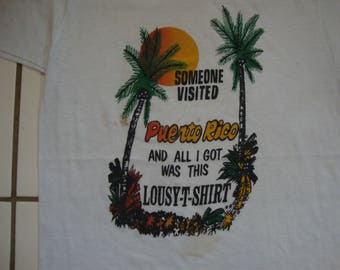 SOMEONE
VISITED
Puerto Rico
AND ALL I GOT
WAS THIS
LOUSY-T-SHIRT